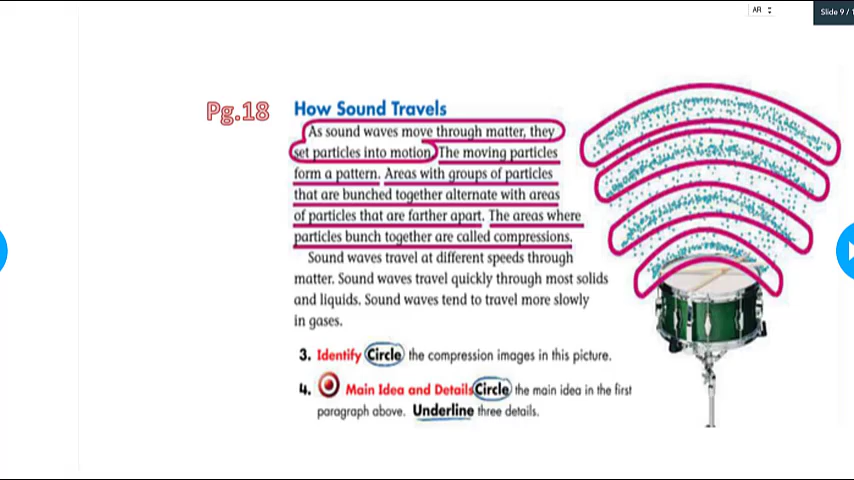 AR
Slide 9 / 1
Pg.18
How Sound Travels
As sound waves move through matter, they
set particles into motion. The moving particles
form a pattern. Areas with groups of particles
that are bunched together alternate with areas
of particles that are farther apart. The areas where
particles bunch together are called compressions.
Sound waves travel at different speeds through
matter. Sound waves travel quickly through most solids
and liquids. Sound waves tend to travel more slowly
in gases.
3. Identify Circle the compression images in this picture.
4. Main Idea and Details Circle the main idea in the first
paragraph above. Underline three details.